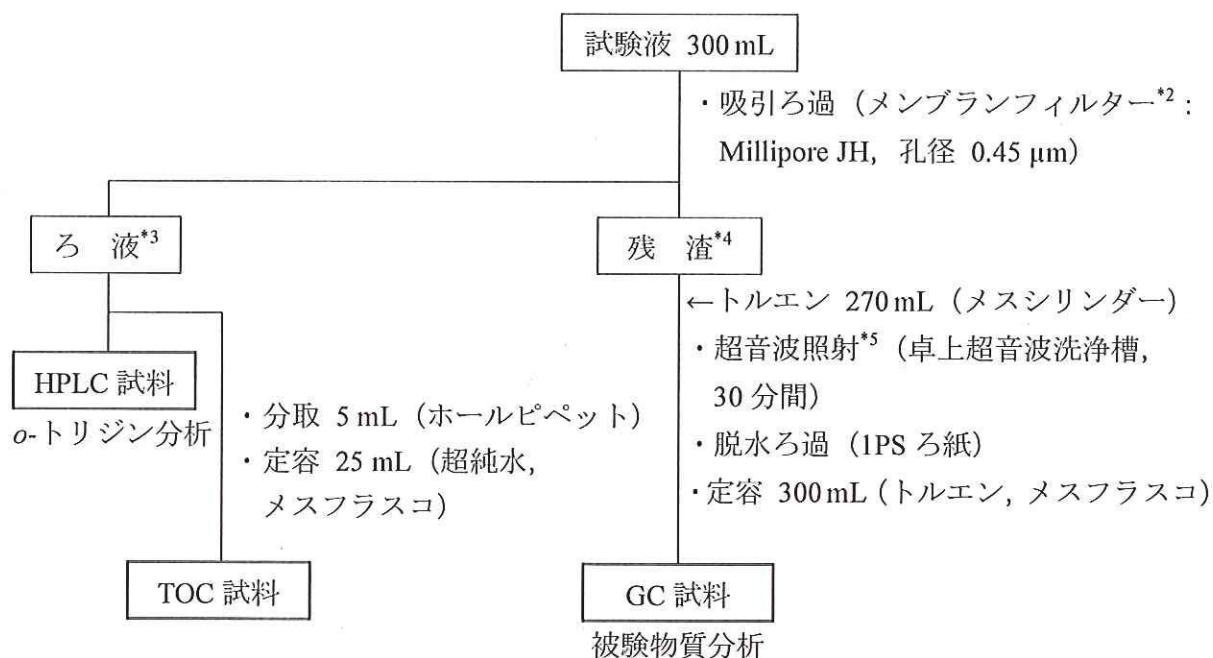 試験液 300 mL
・吸引ろ過（メンブランフィルター*2：
Millipore JH, 孔径 0.45 μm）
ろ 液*3
残 渣*4
←トルエン 270 mL（メスシリンダー）
・超音波照射*5（卓上超音波洗浄槽,
30 分間）
・脱水ろ過（1PS ろ紙）
・定容 300 mL（トルエン, メスフラスコ）
HPLC 試料
o-トリジン分析
・分取 5 mL（ホールピペット）
・定容 25 mL（超純水,
メスフラスコ）
TOC 試料
GC 試料
被験物質分析